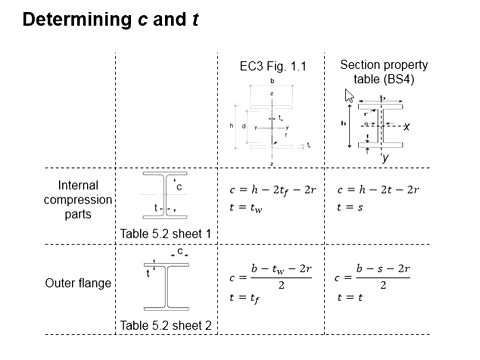 Determining c and t
EC3 Fig. 1.1
Section property
table (BS4)
b
z
h d y y
r
z
b
r
h
x
t
y
Internal
compression
parts
c
t
Table 5.2 sheet 1
c = h − 2t_f − 2r
t = t_w
c = h − 2t − 2r
t = s
Outer flange
c
t
Table 5.2 sheet 2
c = (b − t_w − 2r)/2
t = t_f
c = (b − s − 2r)/2
t = t